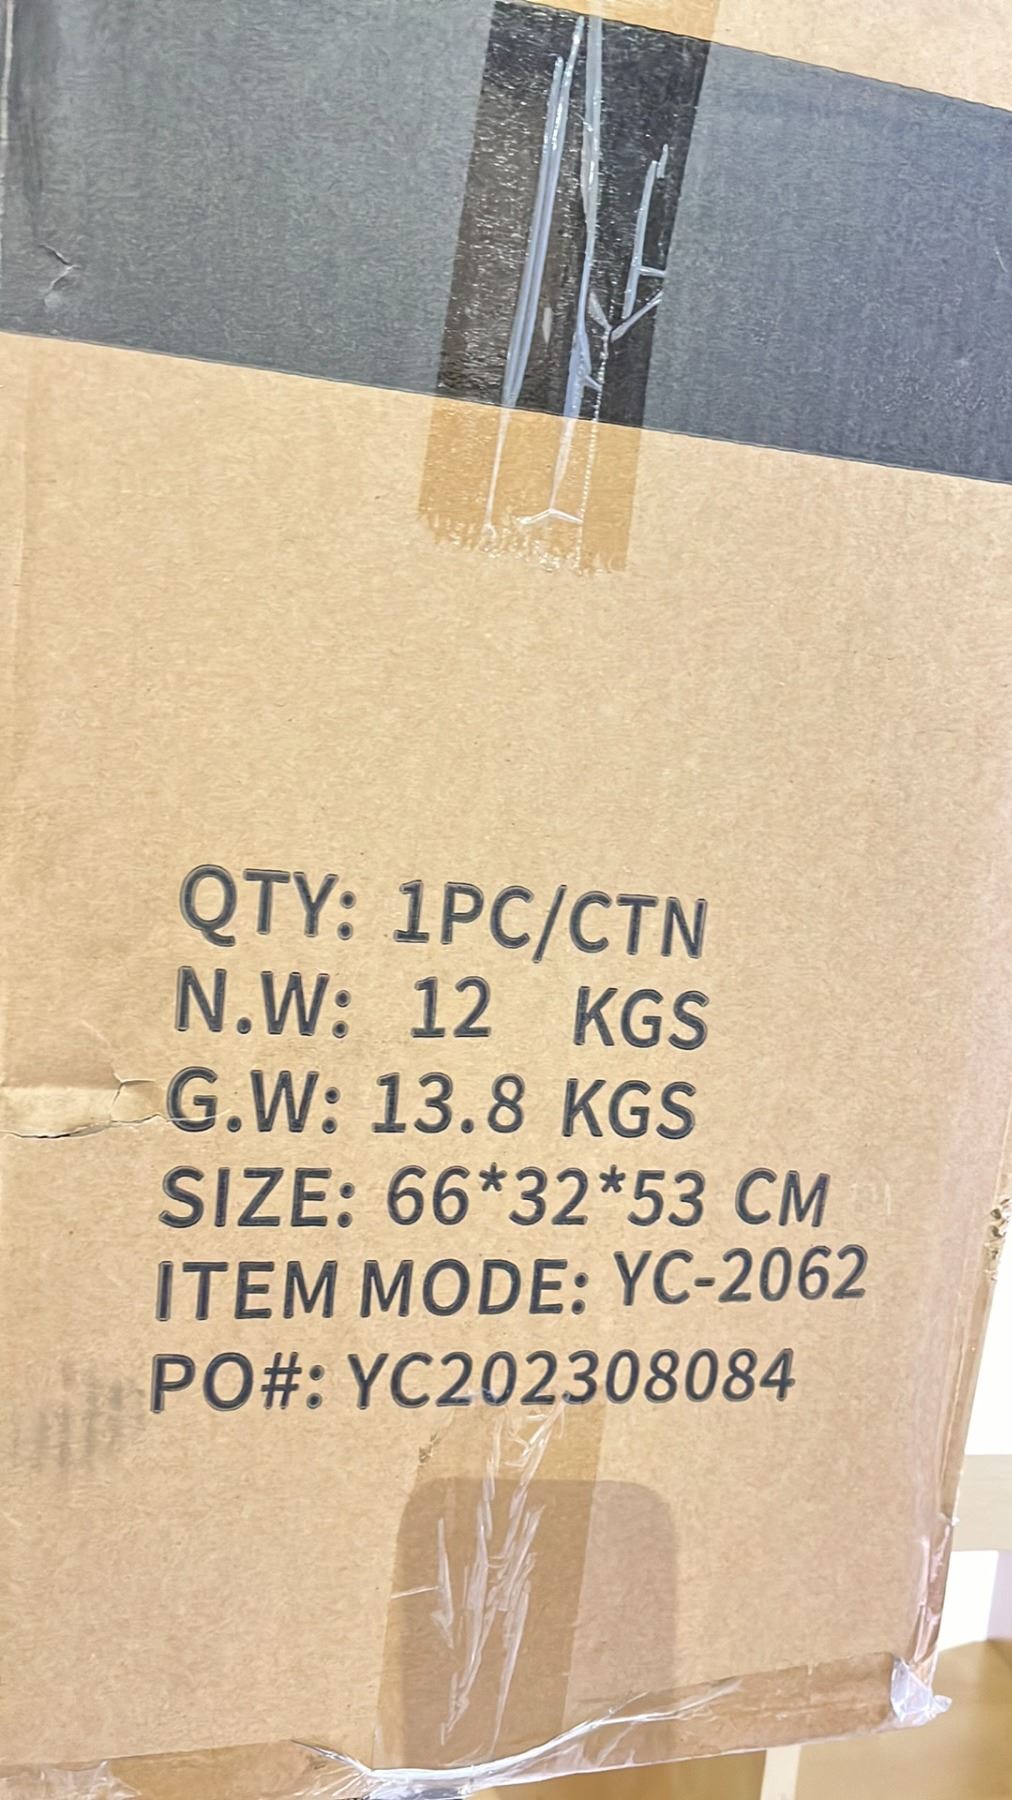 QTY: 1PC/CTN
N.W: 12 KGS
G.W: 13.8 KGS
SIZE: 66*32*53 CM
ITEM MODE: YC-2062
PO#: YC202308084